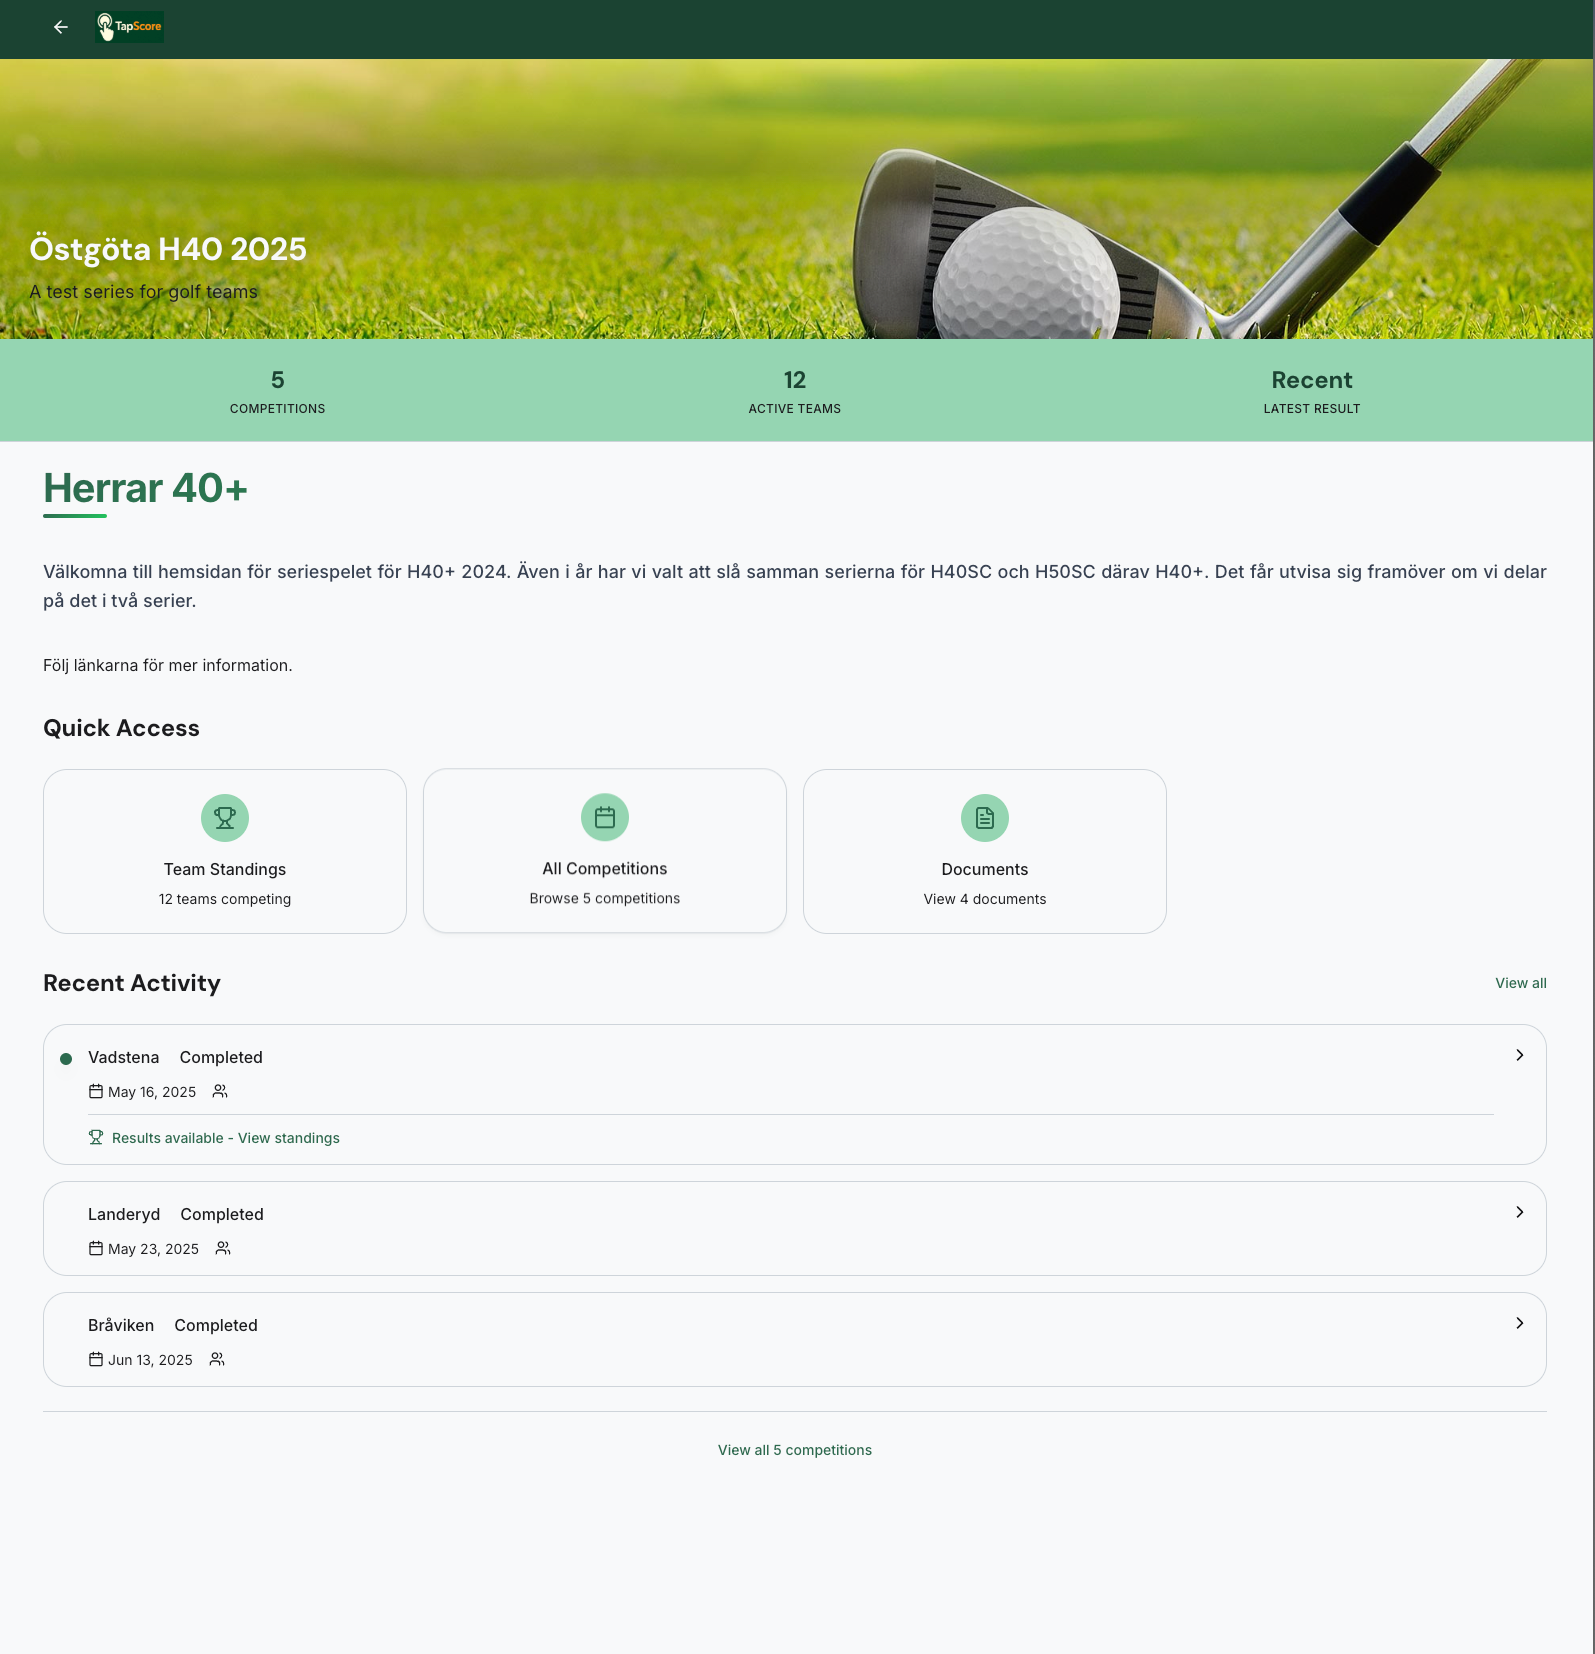 TapScore
Östgöta H40 2025
A test series for golf teams
5
COMPETITIONS
12
ACTIVE TEAMS
Recent
LATEST RESULT
Herrar 40+
Välkomna till hemsidan för seriespelet för H40+ 2024. Även i år har vi valt att slå samman serierna för H40SC och H50SC därav H40+. Det får utvisa sig framöver om vi delar
på det i två serier.
Följ länkarna för mer information.
Quick Access
Team Standings
12 teams competing
All Competitions
Browse 5 competitions
Documents
View 4 documents
Recent Activity
View all
Vadstena Completed
May 16, 2025
Results available - View standings
Landeryd Completed
May 23, 2025
Bråviken Completed
Jun 13, 2025
View all 5 competitions